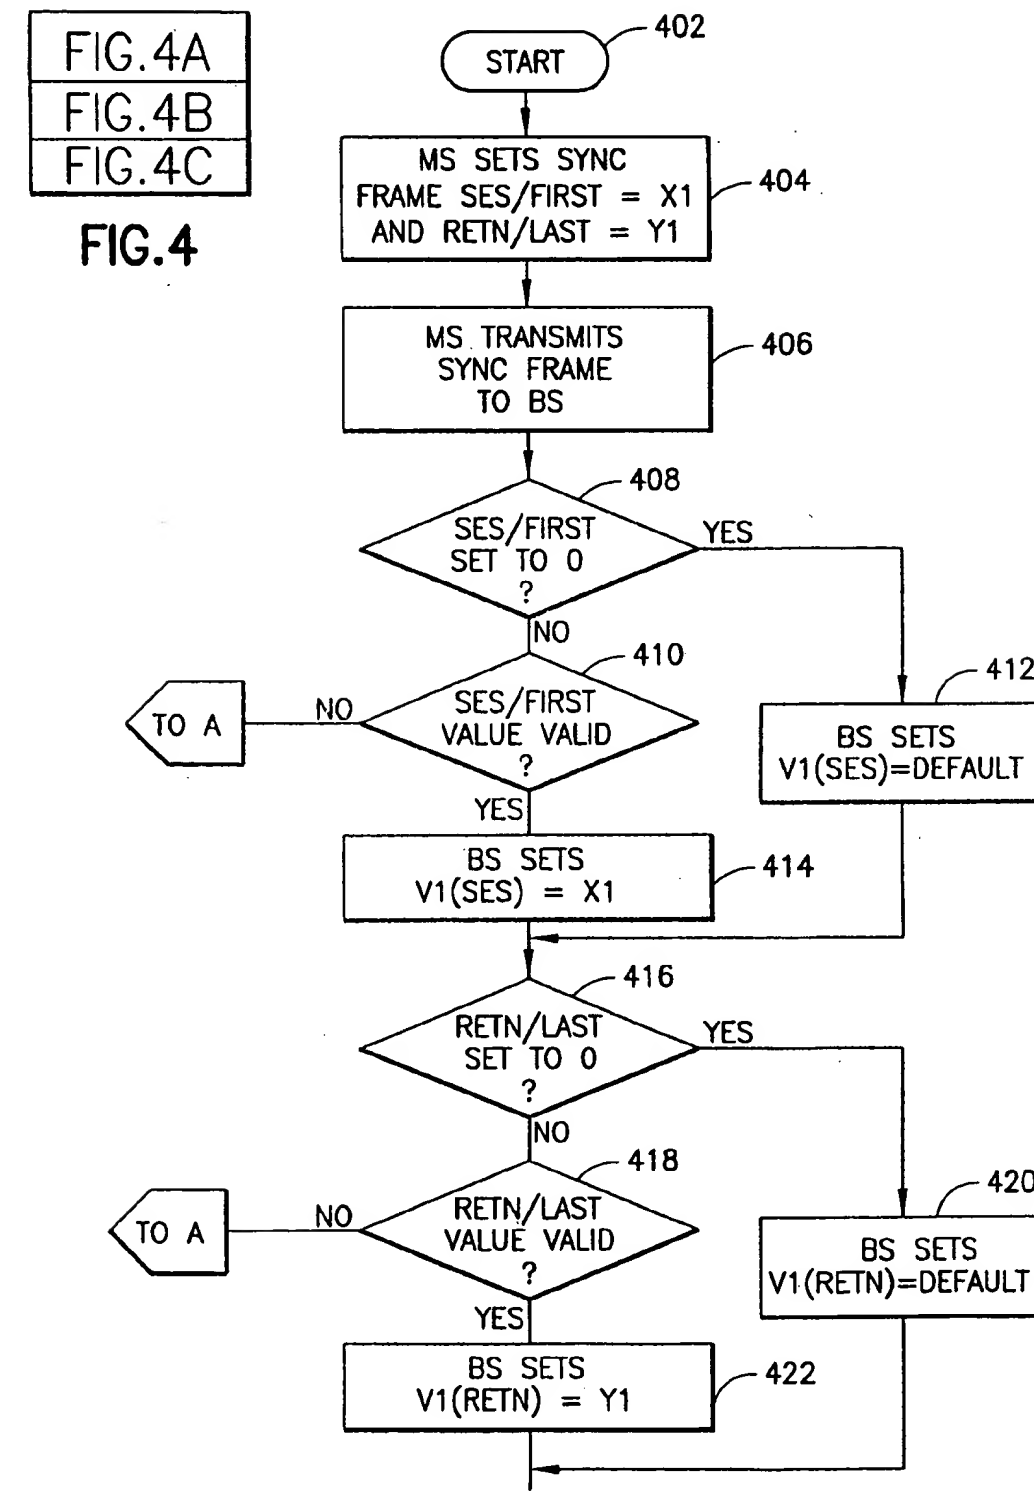 FIG.4A
FIG.4B
FIG.4C
FIG.4
START
402
MS SETS SYNC
FRAME SES/FIRST = X1
AND RETN/LAST = Y1
404
MS TRANSMITS
SYNC FRAME
TO BS
406
408
SES/FIRST
SET TO 0
?
YES
NO
410
SES/FIRST
VALUE VALID
?
NO
TO A
YES
412
BS SETS
V1(SES)=DEFAULT
BS SETS
V1(SES) = X1
414
416
RETN/LAST
SET TO 0
?
YES
NO
418
RETN/LAST
VALUE VALID
?
NO
TO A
YES
420
BS SETS
V1(RETN)=DEFAULT
BS SETS
V1(RETN) = Y1
422